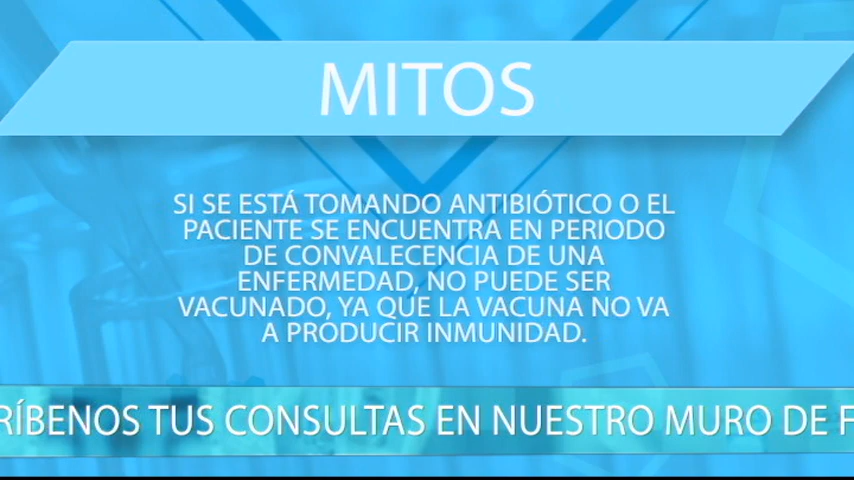 MITOS
SI SE ESTÁ TOMANDO ANTIBIÓTICO O EL
PACIENTE SE ENCUENTRA EN PERIODO
DE CONVALECENCIA DE UNA
ENFERMEDAD, NO PUEDE SER
VACUNADO, YA QUE LA VACUNA NO VA
A PRODUCIR INMUNIDAD.
RÍBENOS TUS CONSULTAS EN NUESTRO MURO DE F